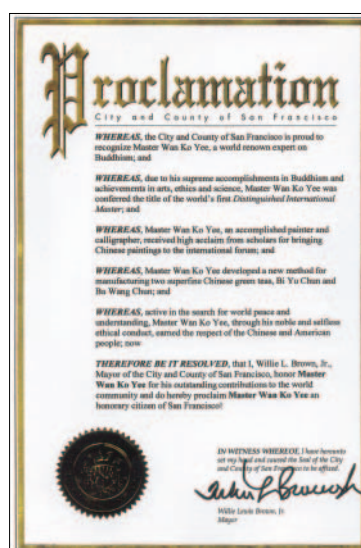 Proclamation
City and County of San Francisco
WHEREAS, the City and County of San Francisco is proud to
recognize Master Wan Ko Yee, a world renown expert on
Buddhism; and
WHEREAS, due to his supreme accomplishments in Buddhism and
achievements in arts, ethics and science, Master Wan Ko Yee was
conferred the title of the world's first Distinguished International
Master; and
WHEREAS, Master Wan Ko Yee, an accomplished painter and
calligrapher, received high acclaim from scholars for bringing
Chinese paintings to the international forum; and
WHEREAS, Master Wan Ko Yee developed a new method for
manufacturing two superfine Chinese green teas, Bi Yu Chun and
Bu Wang Chun; and
WHEREAS, active in the search for world peace and
understanding, Master Wan Ko Yee, through his noble and selfless
ethical conduct, earned the respect of the Chinese and American
people; now
THEREFORE BE IT RESOLVED, that I, Willie L. Brown, Jr.,
Mayor of the City and County of San Francisco, honor Master
Wan Ko Yee for his outstanding contributions to the world
community and do hereby proclaim Master Wan Ko Yee an
honorary citizen of San Francisco!
IN WITNESS WHEREOF, I have hereunto
set my hand and caused the Seal of the City
and County of San Francisco to be affixed.
Willie Lewis Brown, Jr.
Mayor